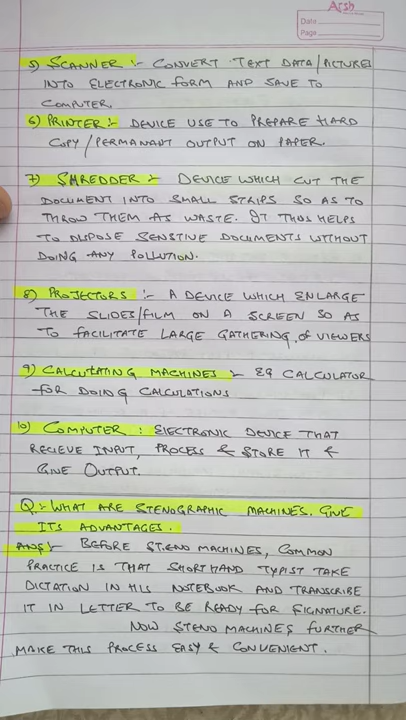 Arsh
Date
Page
5) SCANNER :- CONVERT TEXT DATA/PICTURES
INTO ELECTRONIC FORM AND SAVE TO
COMPUTER.
6) PRINTER :- DEVICE USE TO PREPARE HARD
COPY/PERMANANT OUTPUT ON PAPER.
7) SHREDDER :- DEVICE WHICH CUT THE
DOCUMENT INTO SMALL STRIPS SO AS TO
THROW THEM AS WASTE. IT THUS HELPS
TO DISPOSE SENSTIVE DOCUMENTS WITHOUT
DOING ANY POLLUTION.
8) PROJECTORS :- A DEVICE WHICH ENLARGE
THE SLIDES/FILM ON A SCREEN SO AS
TO FACILITATE LARGE GATHERING OF VIEWERS
9) CALCULATING MACHINES :- EG CALCULATOR
FOR DOING CALCULATIONS
10) COMPUTER : ELECTRONIC DEVICE THAT
RECIEVE INPUT, PROCESS & STORE IT &
GIVE OUTPUT.
Q:- WHAT ARE STENOGRAPHIC MACHINES. GIVE
ITS ADVANTAGES.
ANS :- BEFORE STENO MACHINES, COMMON
PRACTICE IS THAT SHORTHAND TYPIST TAKE
DICTATION IN HIS NOTEBOOK AND TRANSCRIBE
IT IN LETTER TO BE READY FOR SIGNATURE.
NOW STENO MACHINES FURTHER
MAKE THIS PROCESS EASY & CONVENIENT.